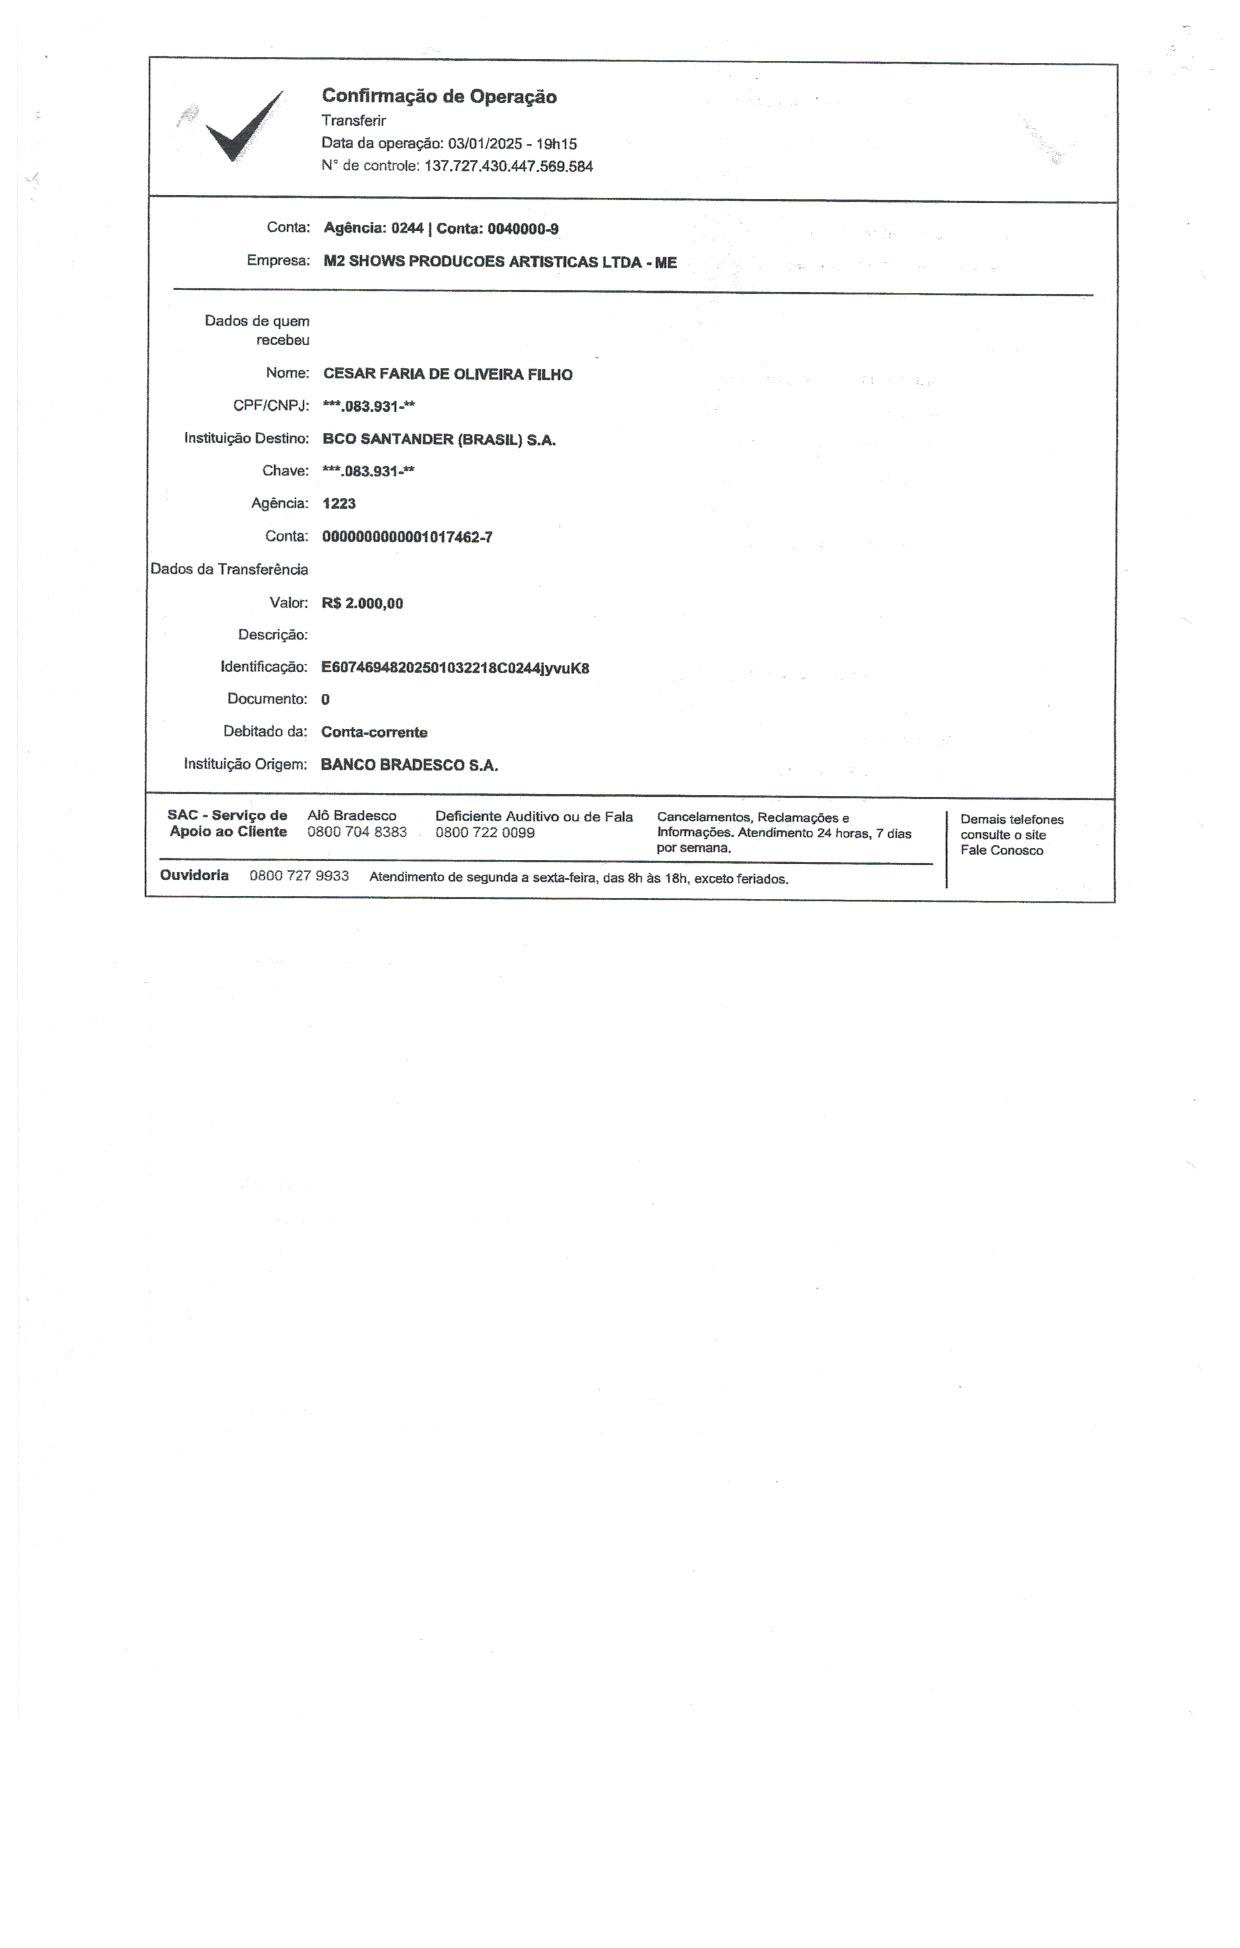 Confirmação de Operação
Transferir
Data da operação: 03/01/2025 - 19h15
N° de controle: 137.727.430.447.569.584
Conta: Agência: 0244 | Conta: 0040000-9
Empresa: M2 SHOWS PRODUCOES ARTISTICAS LTDA - ME
Dados de quem
recebeu
Nome: CESAR FARIA DE OLIVEIRA FILHO
CPF/CNPJ: ***.083.931-**
Instituição Destino: BCO SANTANDER (BRASIL) S.A.
Chave: ***.083.931-**
Agência: 1223
Conta: 0000000000001017462-7
Dados da Transferência
Valor: R$ 2.000,00
Descrição:
Identificação: E60746948202501032218C0244jyvuK8
Documento: 0
Debitado da: Conta-corrente
Instituição Origem: BANCO BRADESCO S.A.
SAC - Serviço de
Apoio ao Cliente
Alô Bradesco
0800 704 8383
Deficiente Auditivo ou de Fala
0800 722 0099
Cancelamentos, Reclamações e
Informações. Atendimento 24 horas, 7 dias
por semana.
Demais telefones
consulte o site
Fale Conosco
Ouvidoria 0800 727 9933 Atendimento de segunda a sexta-feira, das 8h às 18h, exceto feriados.